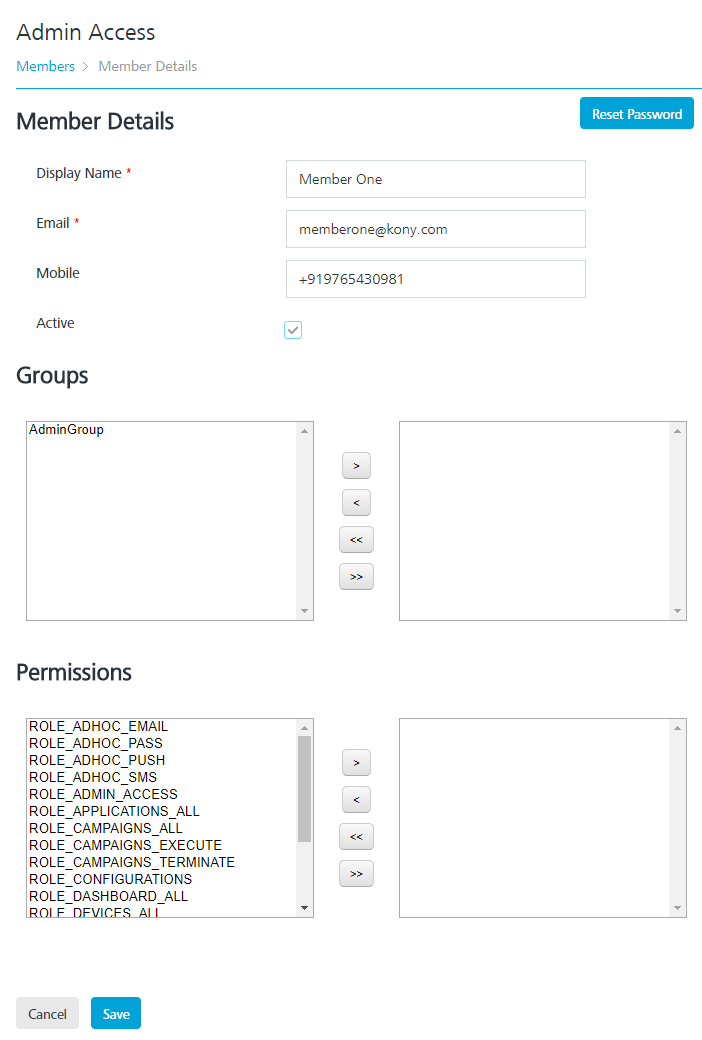 Admin Access
Members > Member Details
Member Details
Reset Password
Display Name *
Member One
Email *
memberone@kony.com
Mobile
+919765430981
Active
Groups
AdminGroup
>
<
<<
>>
Permissions
ROLE_ADHOC_EMAIL
ROLE_ADHOC_PASS
ROLE_ADHOC_PUSH
ROLE_ADHOC_SMS
ROLE_ADMIN_ACCESS
ROLE_APPLICATIONS_ALL
ROLE_CAMPAIGNS_ALL
ROLE_CAMPAIGNS_EXECUTE
ROLE_CAMPAIGNS_TERMINATE
ROLE_CONFIGURATIONS
ROLE_DASHBOARD_ALL
ROLE_DEVICES_ALL
>
<
<<
>>
Cancel
Save